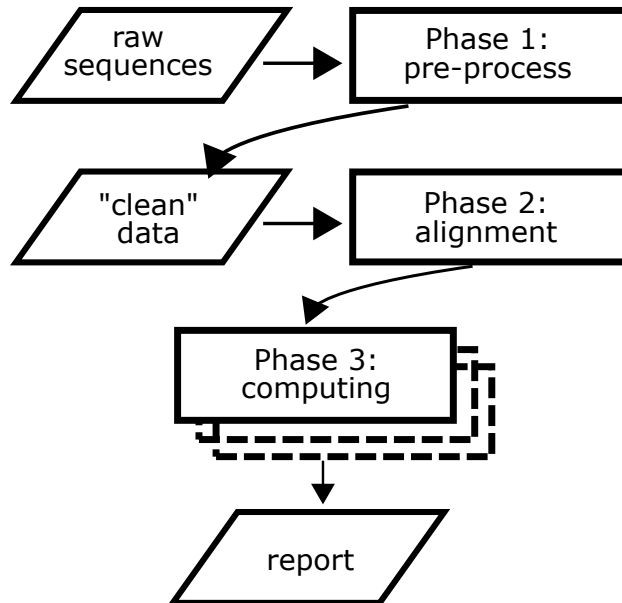 raw
sequences
Phase 1:
pre-process
"clean"
data
Phase 2:
alignment
Phase 3:
computing
report